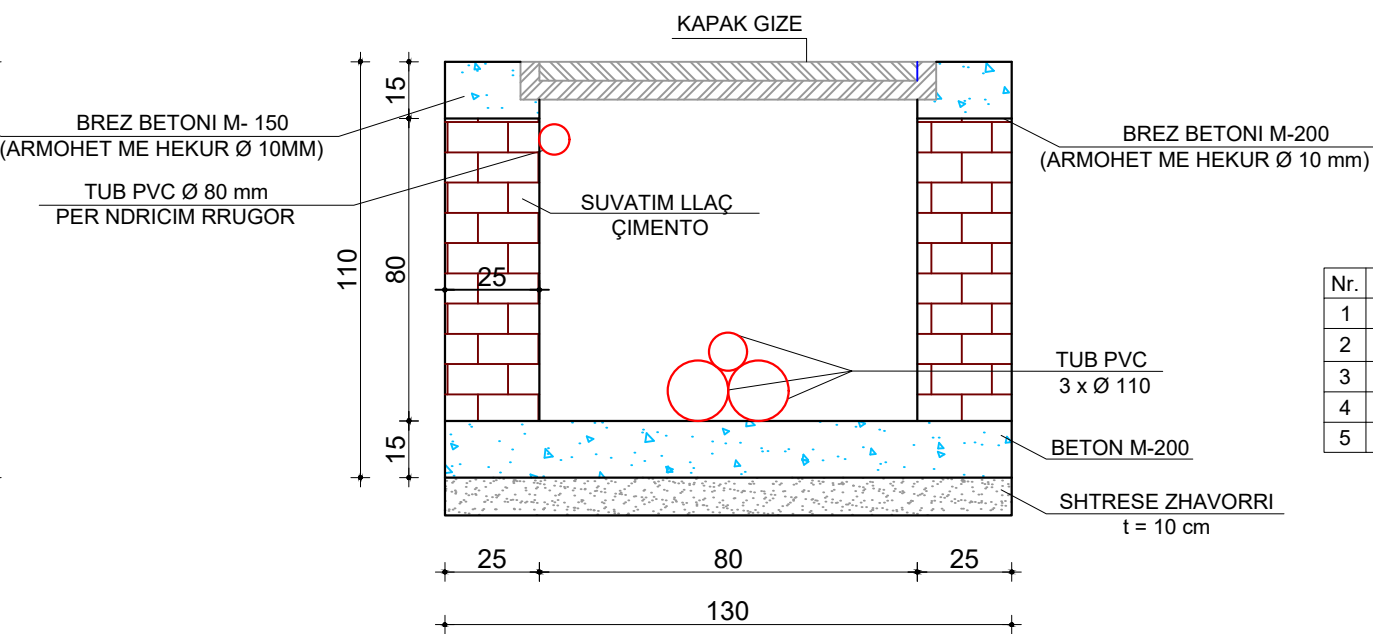 KAPAK GIZE
BREZ BETONI M- 150
(ARMOHET ME HEKUR Ø 10MM)
TUB PVC Ø 80 mm
PER NDRICIM RRUGOR
15
80
15
110
25
SUVATIM LLAÇ
ÇIMENTO
BREZ BETONI M-200
(ARMOHET ME HEKUR Ø 10 mm)
TUB PVC
3 x Ø 110
BETON M-200
SHTRESE ZHAVORRI
t = 10 cm
25
80
25
130
Nr.
1
2
3
4
5